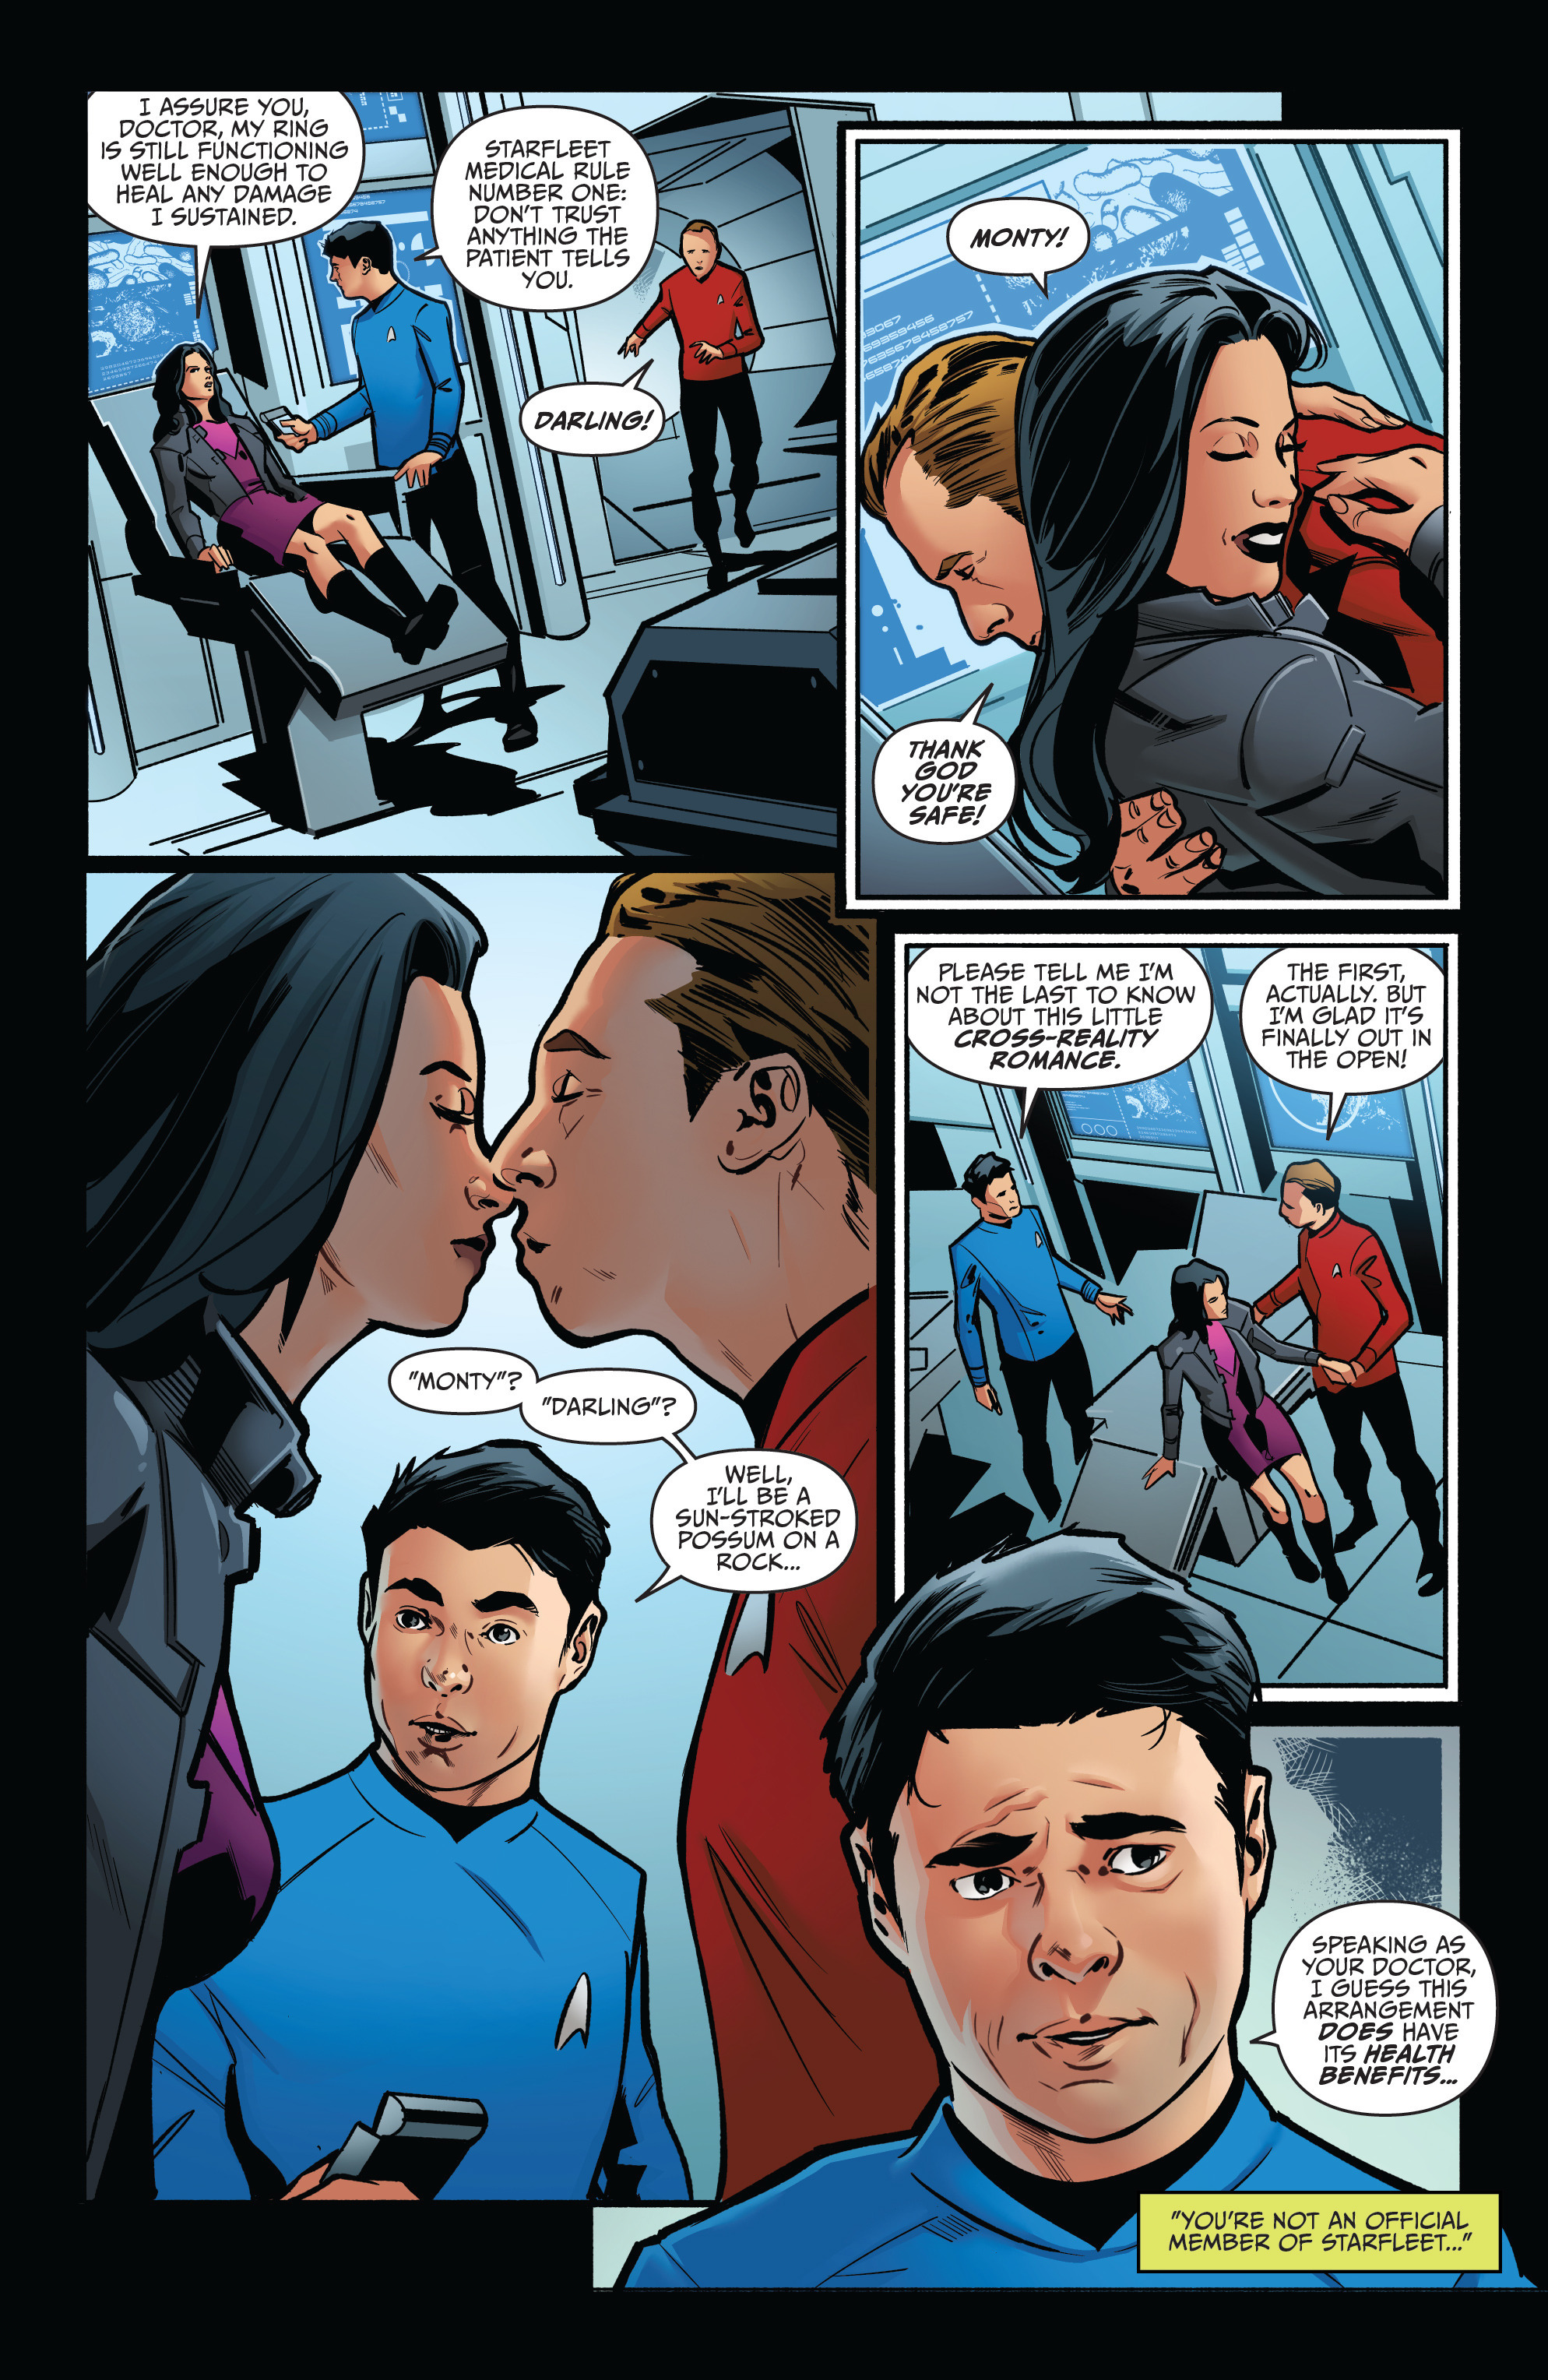 I ASSURE YOU,
DOCTOR, MY RING
IS STILL FUNCTIONING
WELL ENOUGH TO
HEAL ANY DAMAGE
I SUSTAINED.
STARFLEET
MEDICAL RULE
NUMBER ONE:
DON'T TRUST
ANYTHING THE
PATIENT TELLS
YOU.
DARLING!
MONTY!
THANK
GOD
YOU'RE
SAFE!
"MONTY"?
"DARLING"?
WELL,
I'LL BE A
SUN-STROKED
POSSUM ON A
ROCK...
PLEASE TELL ME I'M
NOT THE LAST TO KNOW
ABOUT THIS LITTLE
CROSS-REALITY
ROMANCE.
THE FIRST,
ACTUALLY. BUT
I'M GLAD IT'S
FINALLY OUT IN
THE OPEN!
SPEAKING AS
YOUR DOCTOR,
I GUESS THIS
ARRANGEMENT
DOES HAVE
ITS HEALTH
BENEFITS...
"YOU'RE NOT AN OFFICIAL
MEMBER OF STARFLEET..."